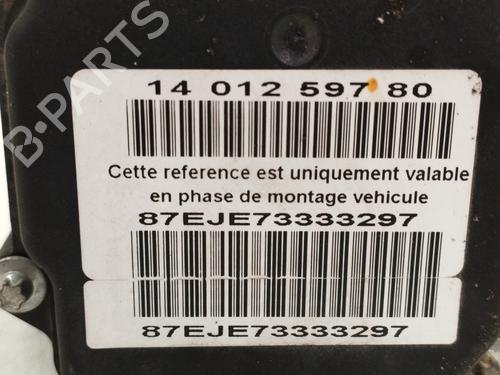 14 012 597 80
Cette reference est uniquement valable
en phase de montage vehicule
87EJE73333297
87EJE73333297
B-PARTS